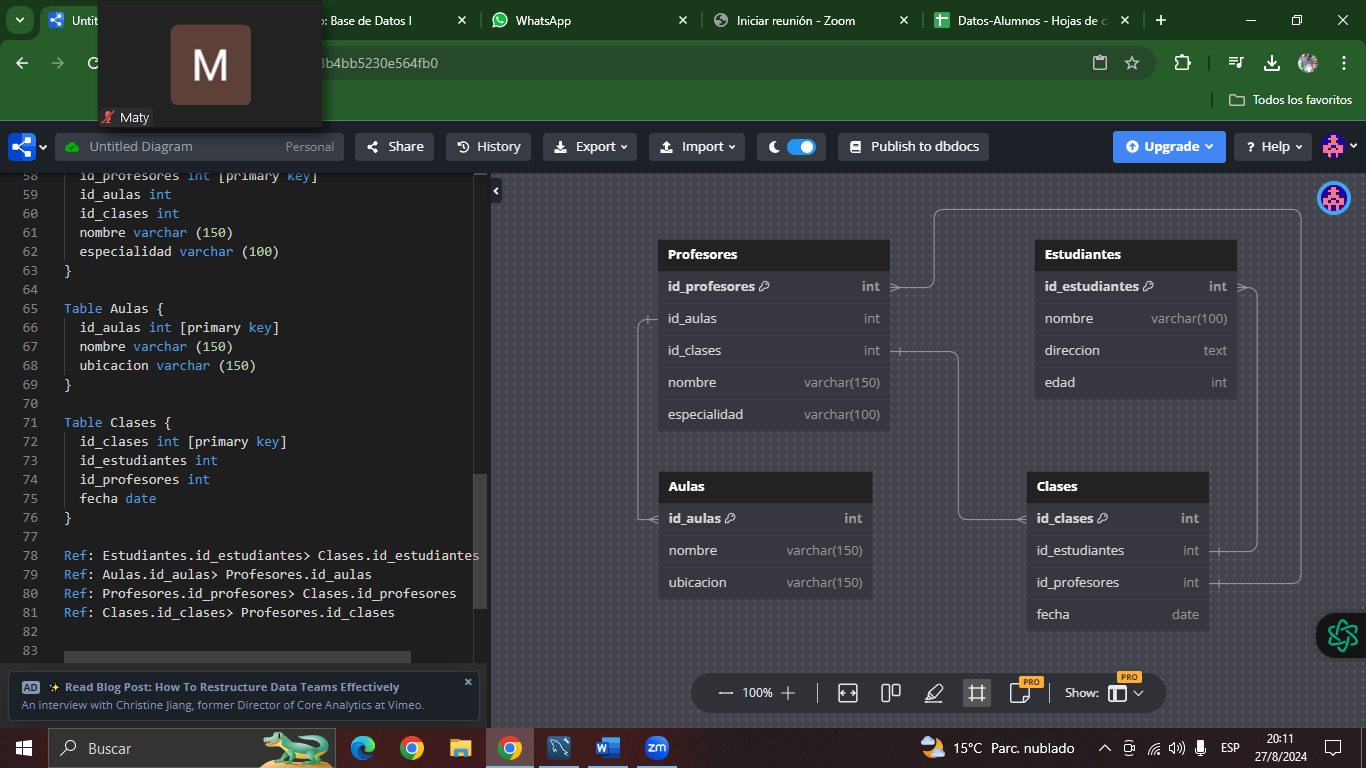 Unti
: Base de Datos I
WhatsApp
Iniciar reunión - Zoom
Datos-Alumnos - Hojas de c
M
Maty
3b4bb5230e564fb0
Todos los favoritos
Untitled Diagram
Personal
Share
History
Export
Import
Publish to dbdocs
Upgrade
? Help
58 id_profesores int [primary key]
59 id_aulas int
60 id_clases int
61 nombre varchar (150)
62 especialidad varchar (100)
63 }
64
65 Table Aulas {
66 id_aulas int [primary key]
67 nombre varchar (150)
68 ubicacion varchar (150)
69 }
70
71 Table Clases {
72 id_clases int [primary key]
73 id_estudiantes int
74 id_profesores int
75 fecha date
76 }
77
78 Ref: Estudiantes.id_estudiantes> Clases.id_estudiantes
79 Ref: Aulas.id_aulas> Profesores.id_aulas
80 Ref: Profesores.id_profesores> Clases.id_profesores
81 Ref: Clases.id_clases> Profesores.id_clases
82
83
AD Read Blog Post: How To Restructure Data Teams Effectively
An interview with Christine Jiang, former Director of Core Analytics at Vimeo.
Profesores
id_profesores int
id_aulas int
id_clases int
nombre varchar(150)
especialidad varchar(100)
Estudiantes
id_estudiantes int
nombre varchar(100)
direccion text
edad int
Aulas
id_aulas int
nombre varchar(150)
ubicacion varchar(150)
Clases
id_clases int
id_estudiantes int
id_profesores int
fecha date
100%
PRO
Show:
PRO
Buscar
zm
15°C Parc. nublado
ESP
20:11
27/8/2024